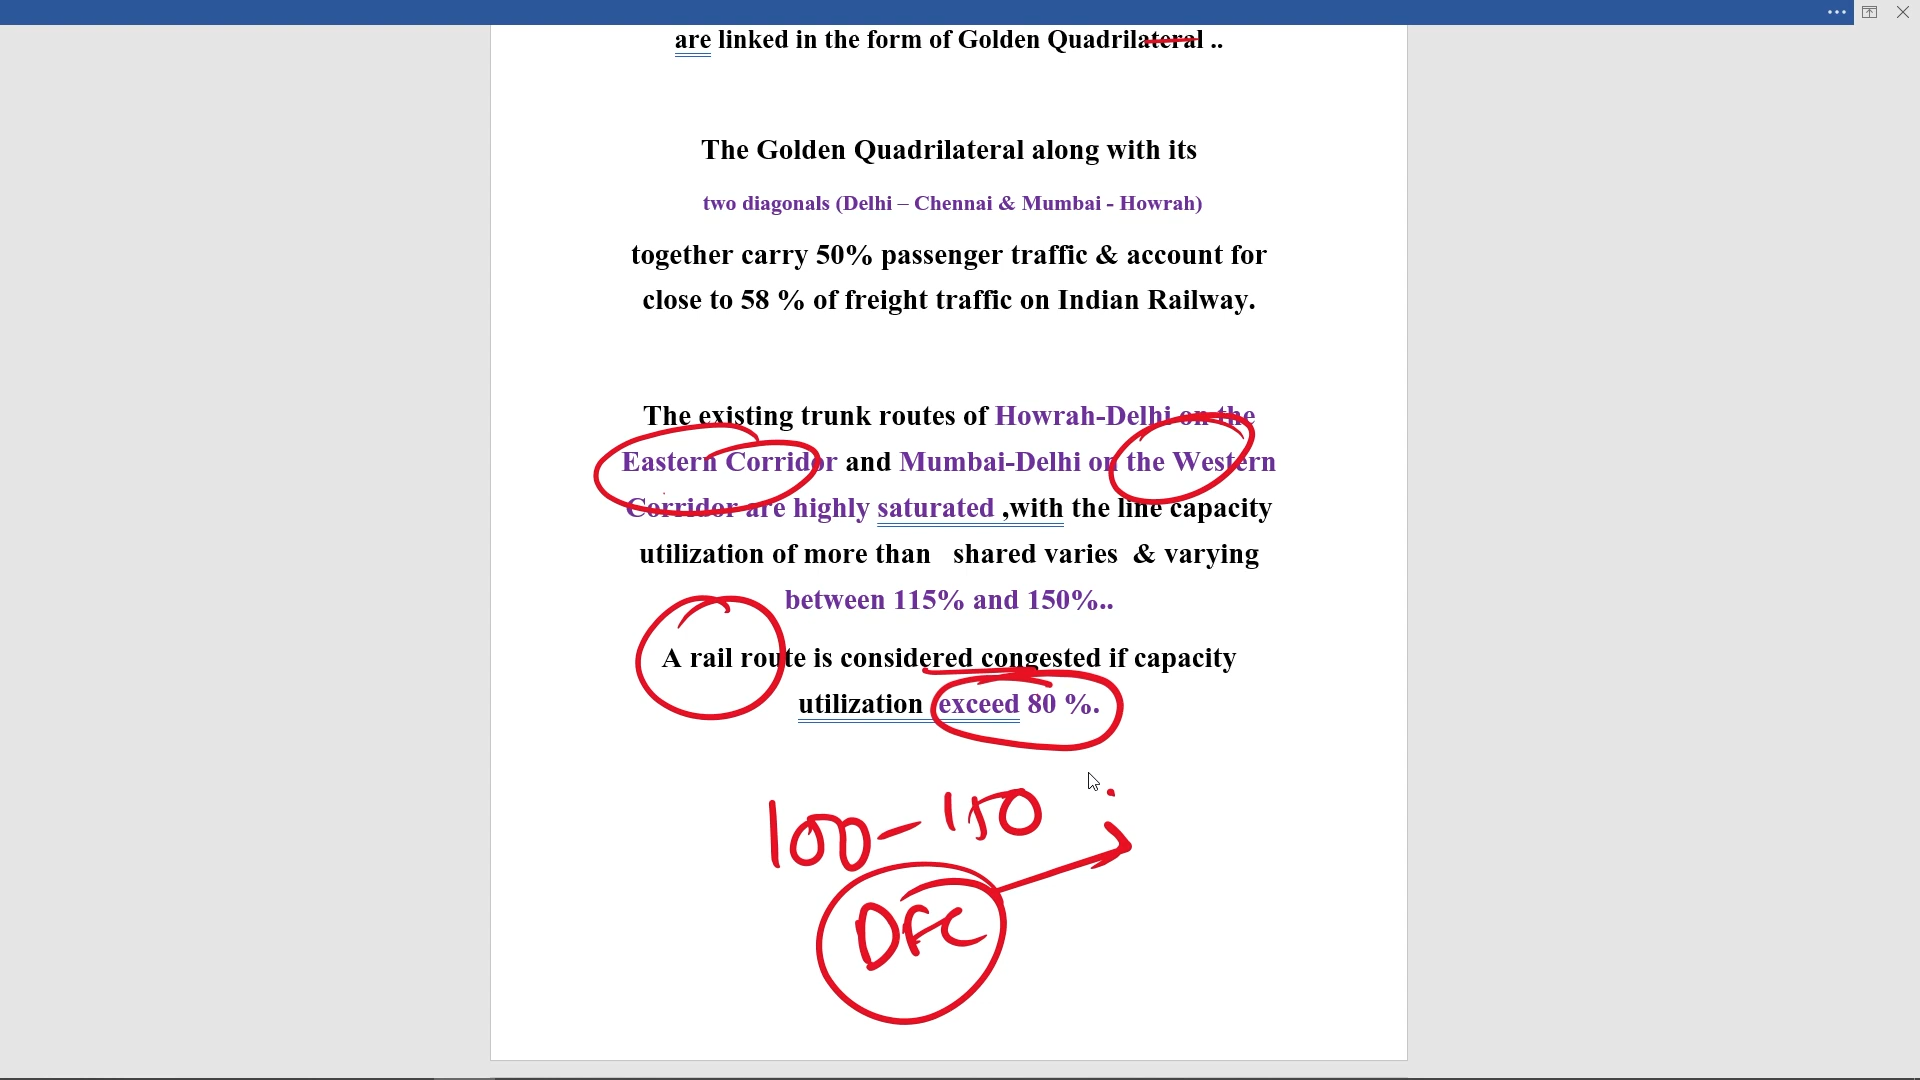 are linked in the form of Golden Quadrilateral ..
The Golden Quadrilateral along with its
two diagonals (Delhi – Chennai & Mumbai - Howrah)
together carry 50% passenger traffic & account for
close to 58 % of freight traffic on Indian Railway.
The existing trunk routes of Howrah-Delhi on the
Eastern Corridor and Mumbai-Delhi on the Western
Corridor are highly saturated ,with the line capacity
utilization of more than shared varies & varying
between 115% and 150%..
A rail route is considered congested if capacity
utilization exceed 80 %.
100-150
DFC